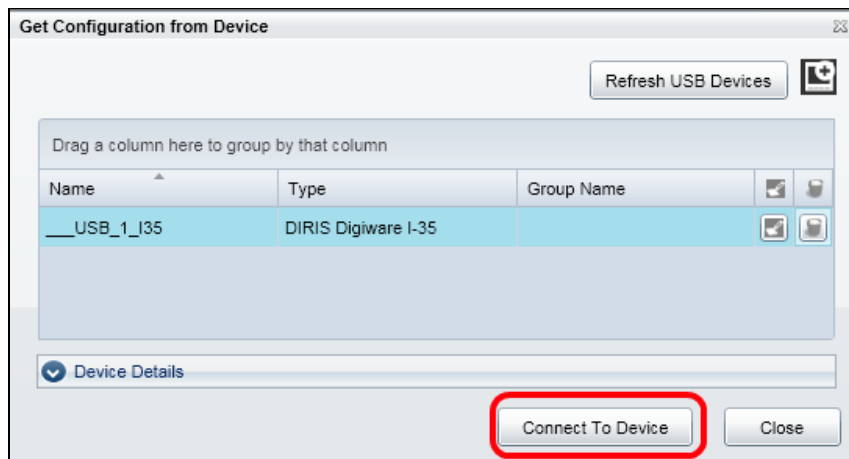 Get Configuration from Device
Refresh USB Devices
Drag a column here to group by that column
Name Type Group Name
___USB_1_I35 DIRIS Digiware I-35
Device Details
Connect To Device Close